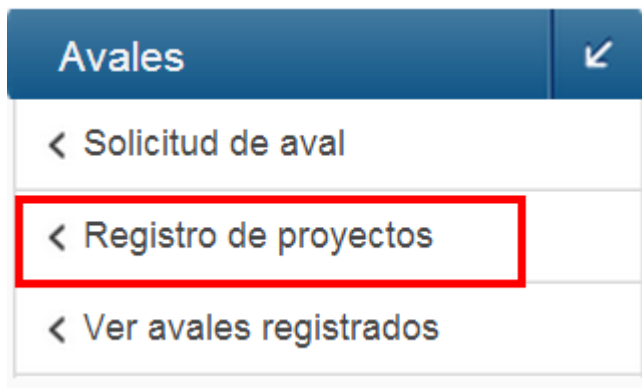 Avales
Solicitud de aval
Registro de proyectos
Ver avales registrados